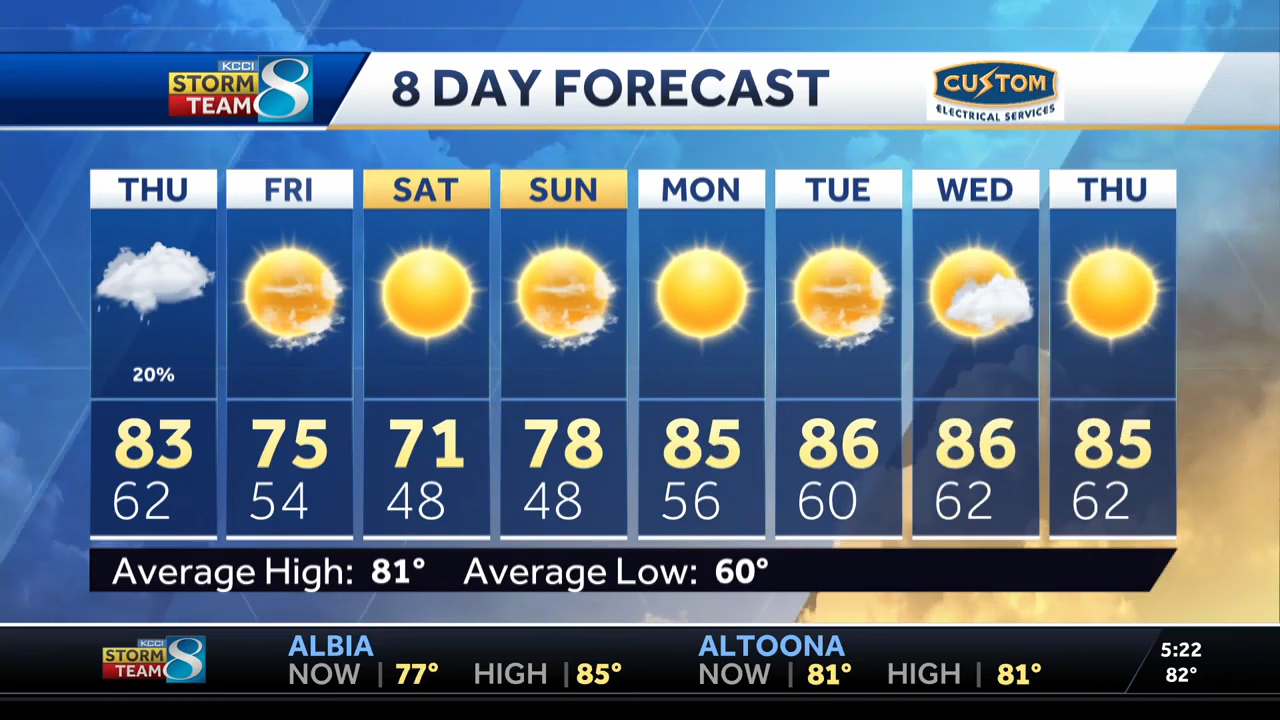 KCCI
STORM
TEAM 8
8 DAY FORECAST
CUSTOM
ELECTRICAL SERVICES
THU FRI SAT SUN MON TUE WED THU
20%
83 75 71 78 85 86 86 85
62 54 48 48 56 60 62 62
Average High: 81° Average Low: 60°
KCCI
STORM
TEAM 8
ALBIA
NOW | 77° HIGH | 85°
ALTOONA
NOW | 81° HIGH | 81°
5:22
82°